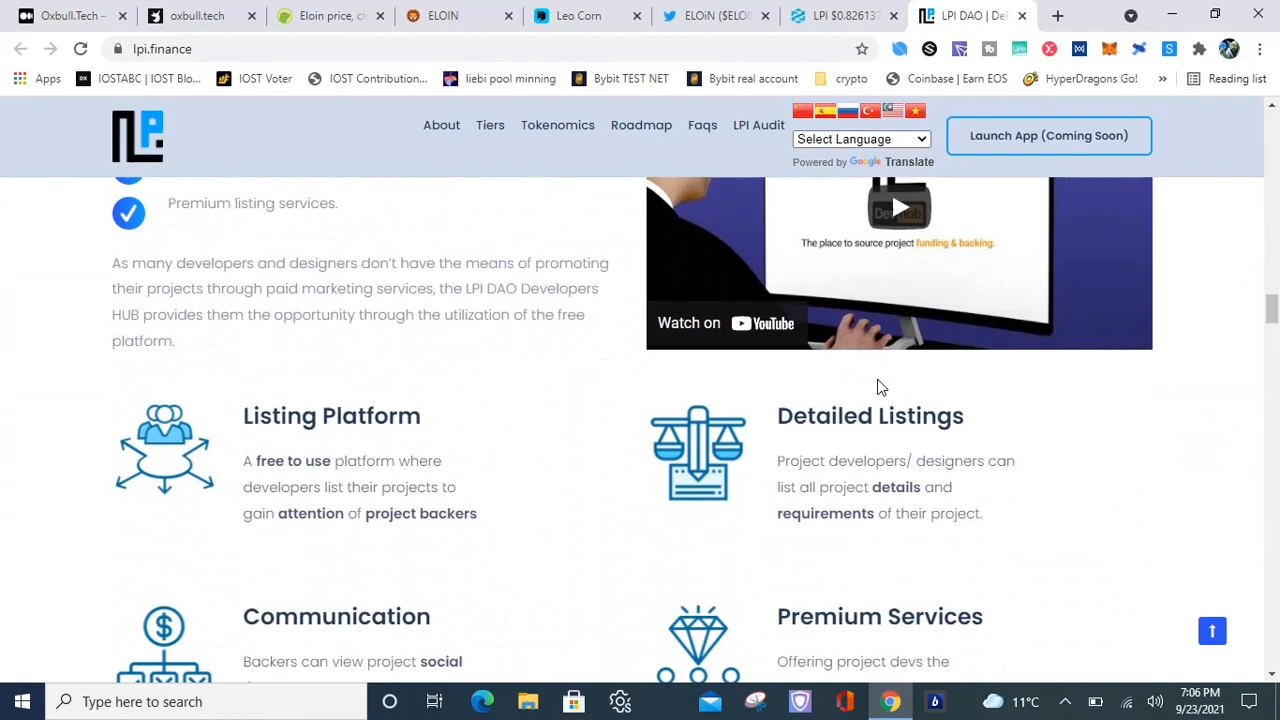 Oxbull.Tech –
oxbull.tech
Eloin price, ch
ELOIN
Leo Corn
ELOiN ($ELOI
LPI $0.826137
LPI DAO | DeF
lpi.finance
Apps
IOSTABC | IOST Blo...
IOST Voter
IOST Contribution...
liebi pool minning
Bybit TEST NET
Bybit real account
crypto
Coinbase | Earn EOS
HyperDragons Go!
Reading list
About
Tiers
Tokenomics
Roadmap
Faqs
LPI Audit
Select Language
Powered by Google Translate
Launch App (Coming Soon)
Premium listing services.
As many developers and designers don't have the means of promoting
their projects through paid marketing services, the LPI DAO Developers
HUB provides them the opportunity through the utilization of the free
platform.
The place to source project funding & backing.
Watch on YouTube
Listing Platform
A free to use platform where
developers list their projects to
gain attention of project backers
Detailed Listings
Project developers/ designers can
list all project details and
requirements of their project.
Communication
Backers can view project social
Premium Services
Offering project devs the
Type here to search
11°C
7:06 PM
9/23/2021